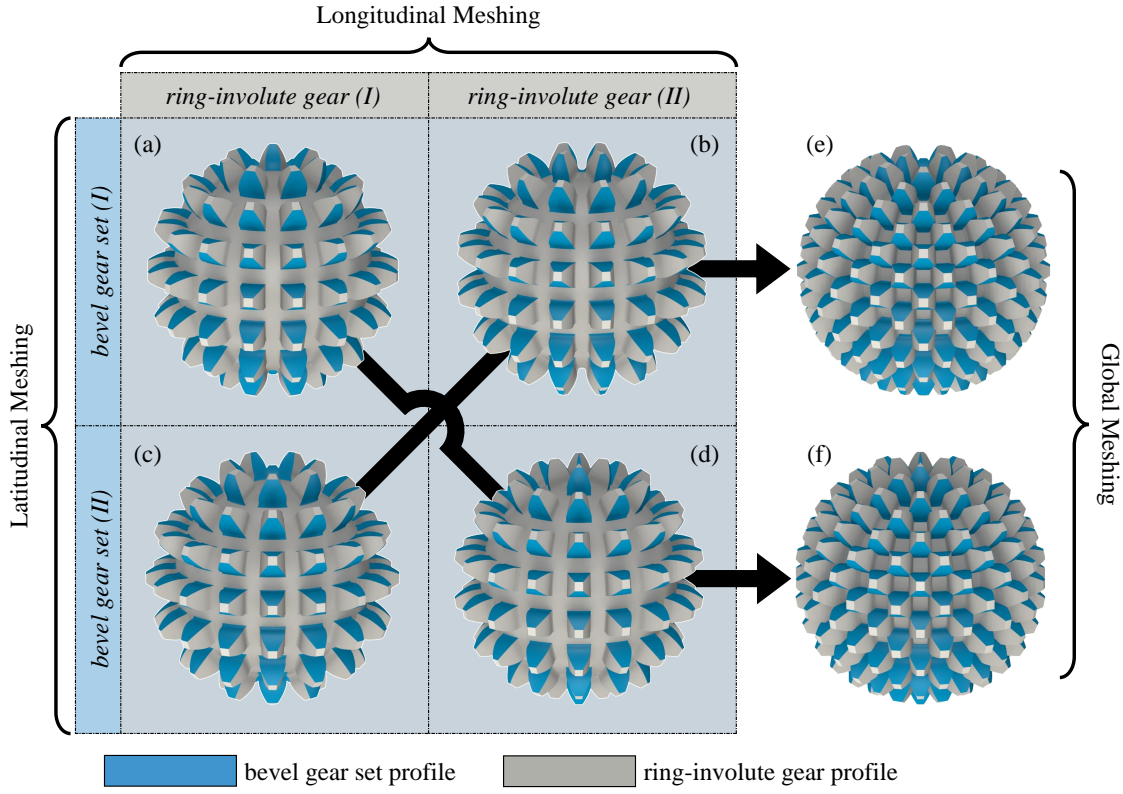 Longitudinal Meshing
ring-involute gear (I)
ring-involute gear (II)
(a)
(b)
(e)
bevel gear set (I)
Latitudinal Meshing
Global Meshing
(c)
(d)
(f)
bevel gear set (II)
bevel gear set profile
ring-involute gear profile